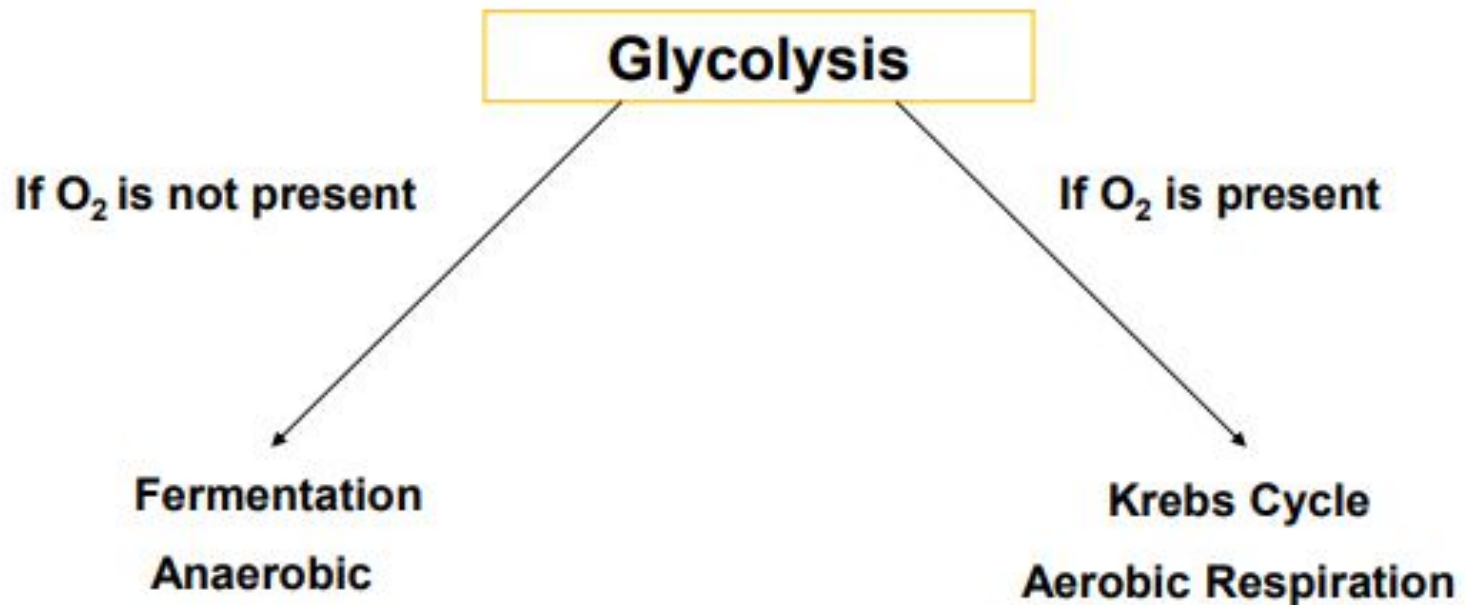 Glycolysis
If O₂ is not present
If O₂ is present
Fermentation
Anaerobic
Krebs Cycle
Aerobic Respiration